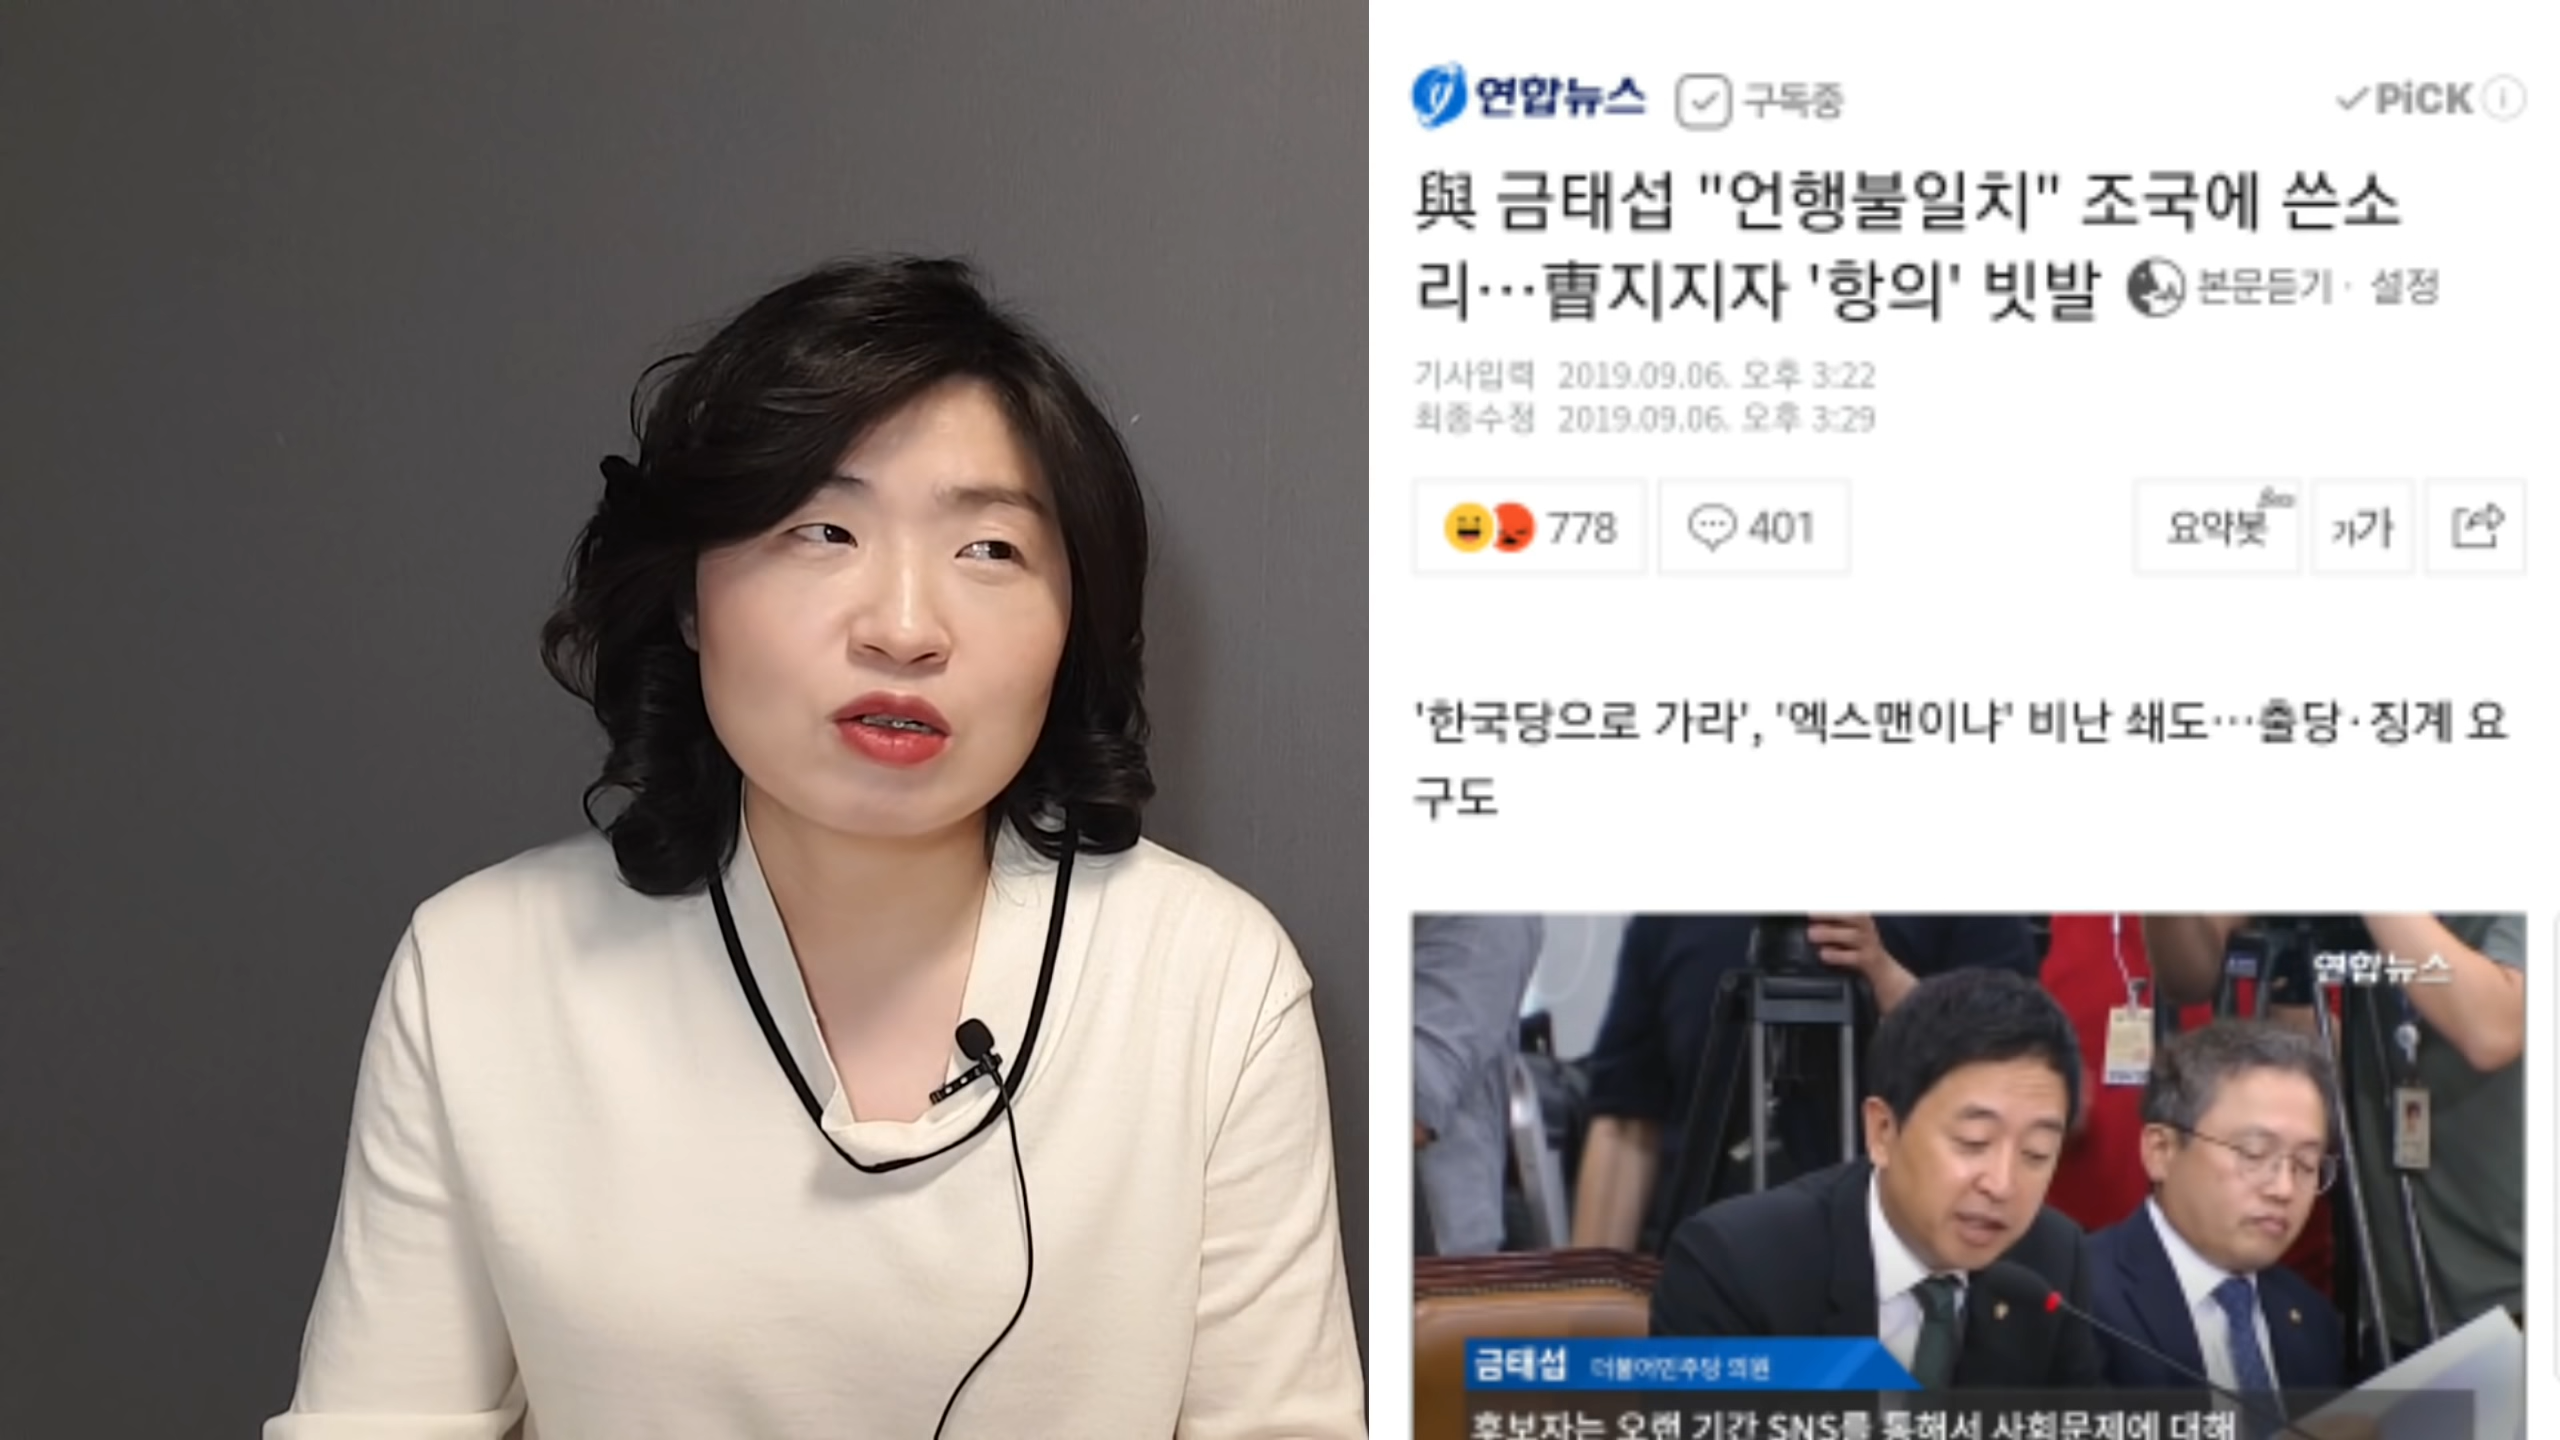 연합뉴스 구독중 ✓PiCK
與 금태섭 "언행불일치" 조국에 쓴소
리…曺지지자 '항의' 빗발 본문듣기 · 설정
기사입력 2019.09.06. 오후 3:22
최종수정 2019.09.06. 오후 3:29
778 401 요약봇 가가
'한국당으로 가라', '엑스맨이냐' 비난 쇄도…출당·징계 요
구도
연합뉴스
금태섭 더불어민주당 의원
후보자는 오랜 기간 SNS를 통해서 사회문제에 대해